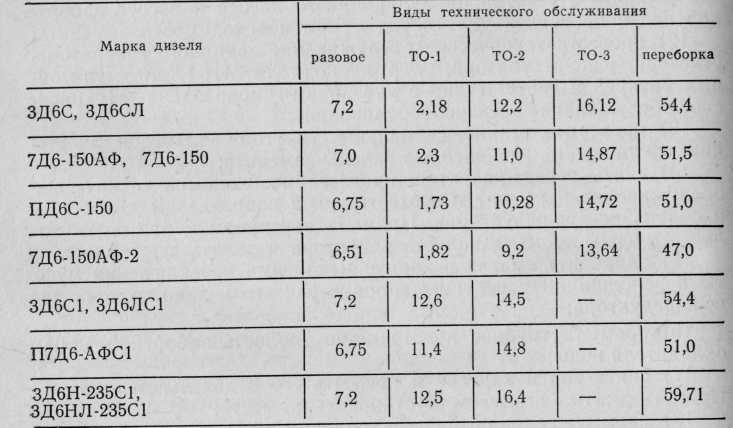 Марка дизеля Виды технического обслуживания
разовое ТО-1 ТО-2 ТО-3 переборка
3Д6С, 3Д6СЛ 7,2 2,18 12,2 16,12 54,4
7Д6-150АФ, 7Д6-150 7,0 2,3 11,0 14,87 51,5
ПД6С-150 6,75 1,73 10,28 14,72 51,0
7Д6-150АФ-2 6,51 1,82 9,2 13,64 47,0
3Д6С1, 3Д6ЛС1 7,2 12,6 14,5 — 54,4
П7Д6-АФС1 6,75 11,4 14,8 51,0
3Д6Н-235С1,
3Д6НЛ-235С1 7,2 12,5 16,4 — 59,71